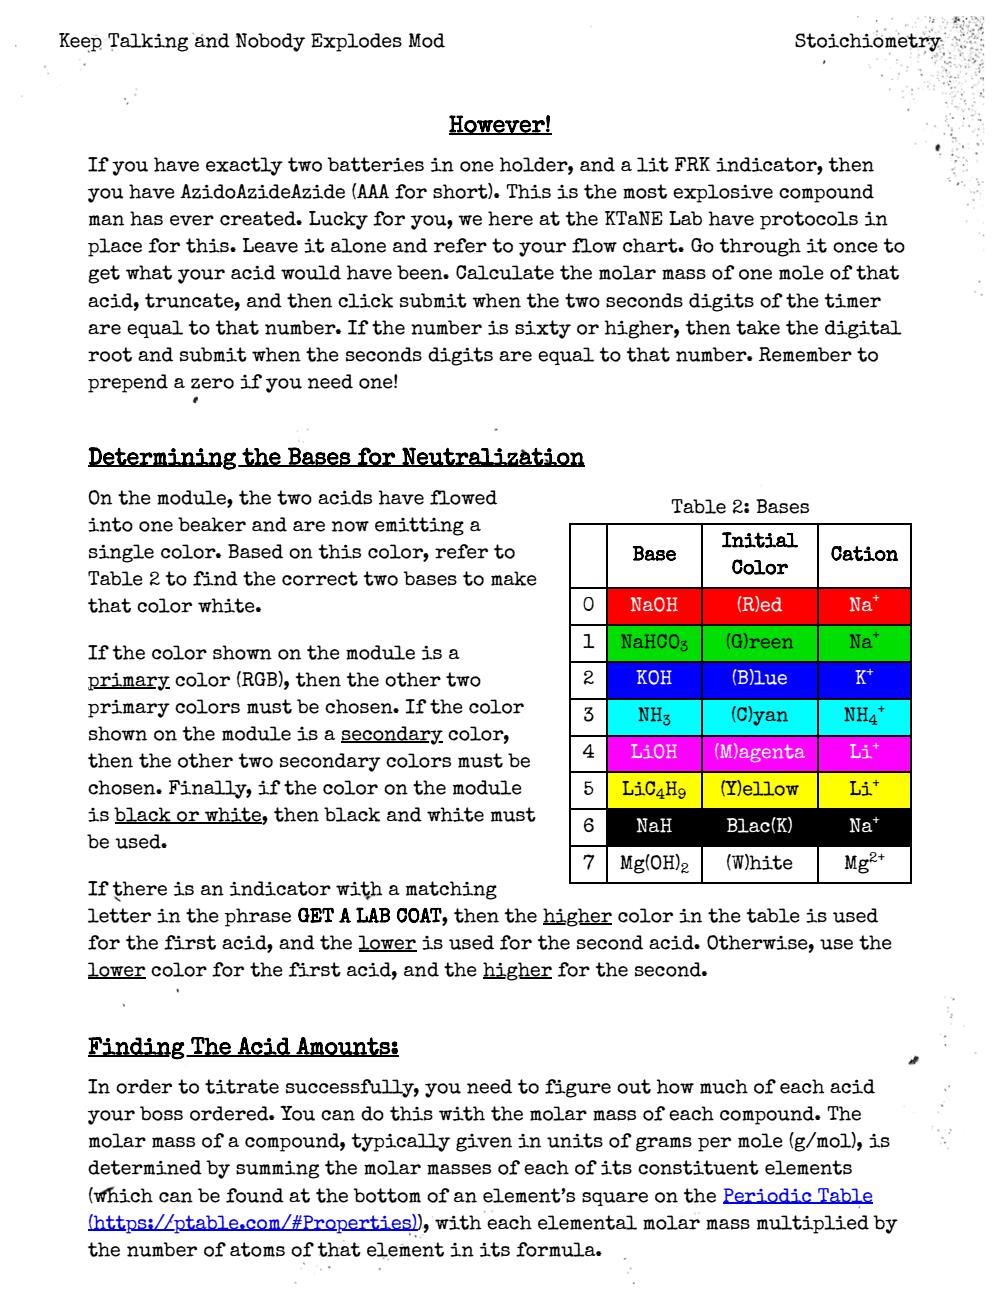 Keep Talking and Nobody Explodes Mod
Stoichiometry
However!
If you have exactly two batteries in one holder, and a lit FRK indicator, then
you have AzidoAzideAzide (AAA for short). This is the most explosive compound
man has ever created. Lucky for you, we here at the KTaNE Lab have protocols in
place for this. Leave it alone and refer to your flow chart. Go through it once to
get what your acid would have been. Calculate the molar mass of one mole of that
acid, truncate, and then click submit when the two seconds digits of the timer
are equal to that number. If the number is sixty or higher, then take the digital
root and submit when the seconds digits are equal to that number. Remember to
prepend a zero if you need one!
Determining the Bases for Neutralization
On the module, the two acids have flowed
into one beaker and are now emitting a
single color. Based on this color, refer to
Table 2 to find the correct two bases to make
that color white.
If the color shown on the module is a
primary color (RGB), then the other two
primary colors must be chosen. If the color
shown on the module is a secondary color,
then the other two secondary colors must be
chosen. Finally, if the color on the module
is black or white, then black and white must
be used.
Table 2: Bases
Base Initial Color Cation
0 NaOH (R)ed Na⁺
1 NaHCO₃ (G)reen Na⁺
2 KOH (B)lue K⁺
3 NH₃ (C)yan NH₄⁺
4 LiOH (M)agenta Li⁺
5 LiC₄H₉ (Y)ellow Li⁺
6 NaH Blac(K) Na⁺
7 Mg(OH)₂ (W)hite Mg²⁺
If there is an indicator with a matching
letter in the phrase GET A LAB COAT, then the higher color in the table is used
for the first acid, and the lower is used for the second acid. Otherwise, use the
lower color for the first acid, and the higher for the second.
Finding The Acid Amounts:
In order to titrate successfully, you need to figure out how much of each acid
your boss ordered. You can do this with the molar mass of each compound. The
molar mass of a compound, typically given in units of grams per mole (g/mol), is
determined by summing the molar masses of each of its constituent elements
(which can be found at the bottom of an element's square on the Periodic Table
(https://ptable.com/#Properties)), with each elemental molar mass multiplied by
the number of atoms of that element in its formula.